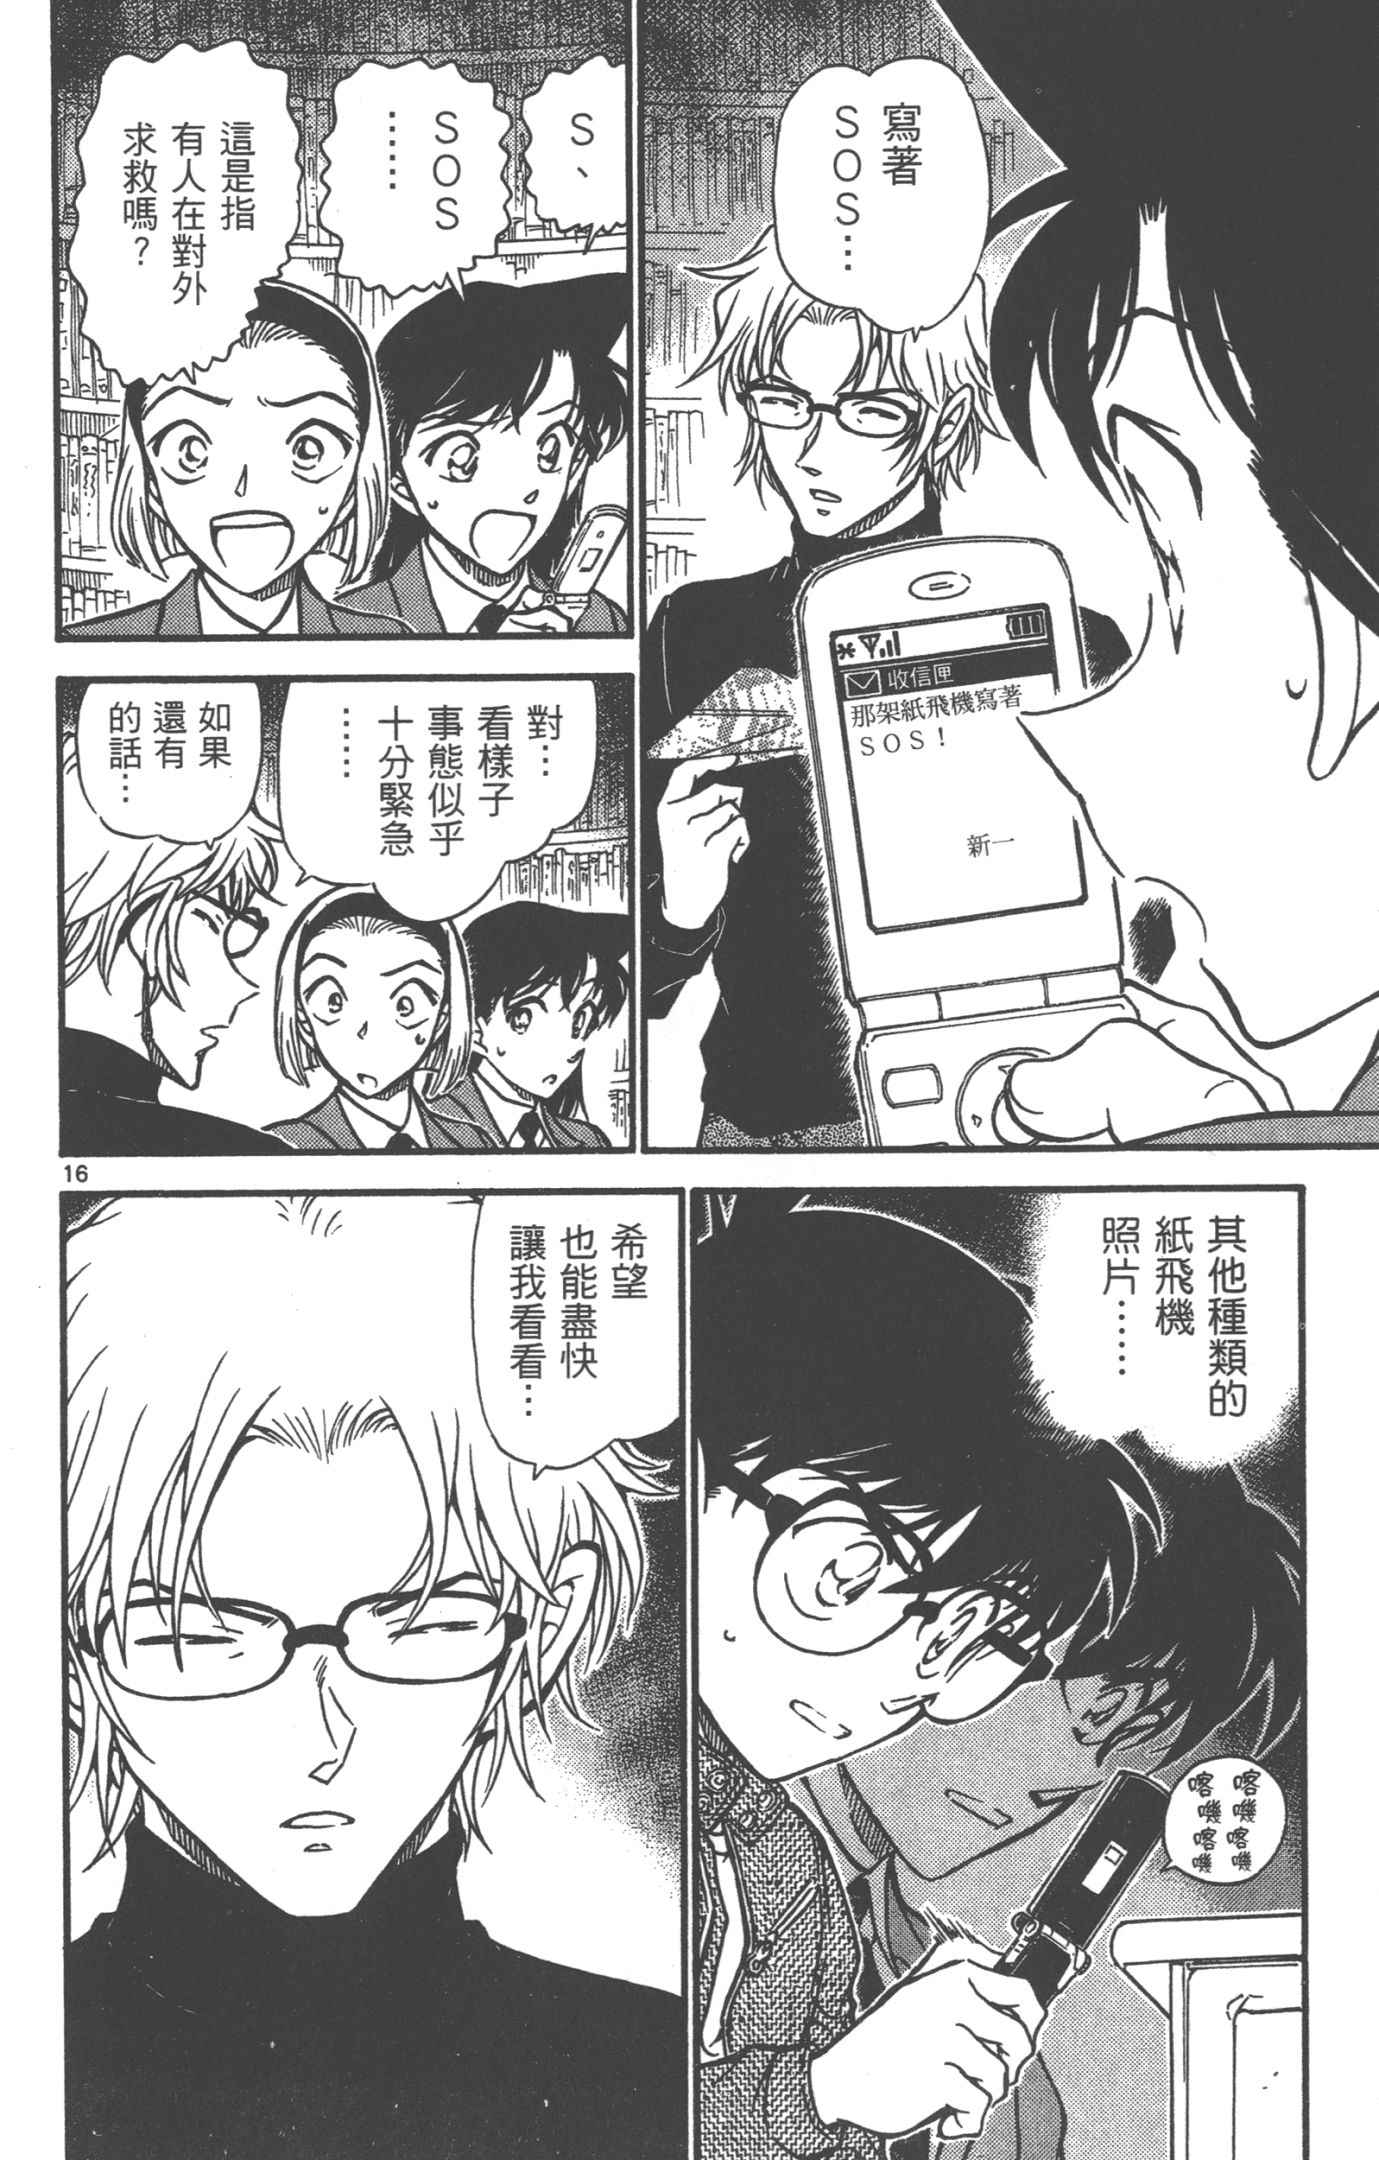 寫著
SOS…
收信匣
那架紙飛機寫著
SOS！
新一
S、
SOS
……
這是指
有人在對外
求救嗎？
對…
看樣子
事態似乎
十分緊急
……
如果
還有
的話…
16
其他種類的
紙飛機
照片……
喀嘰喀嘰
喀嘰喀嘰
希望
也能盡快
讓我看看…